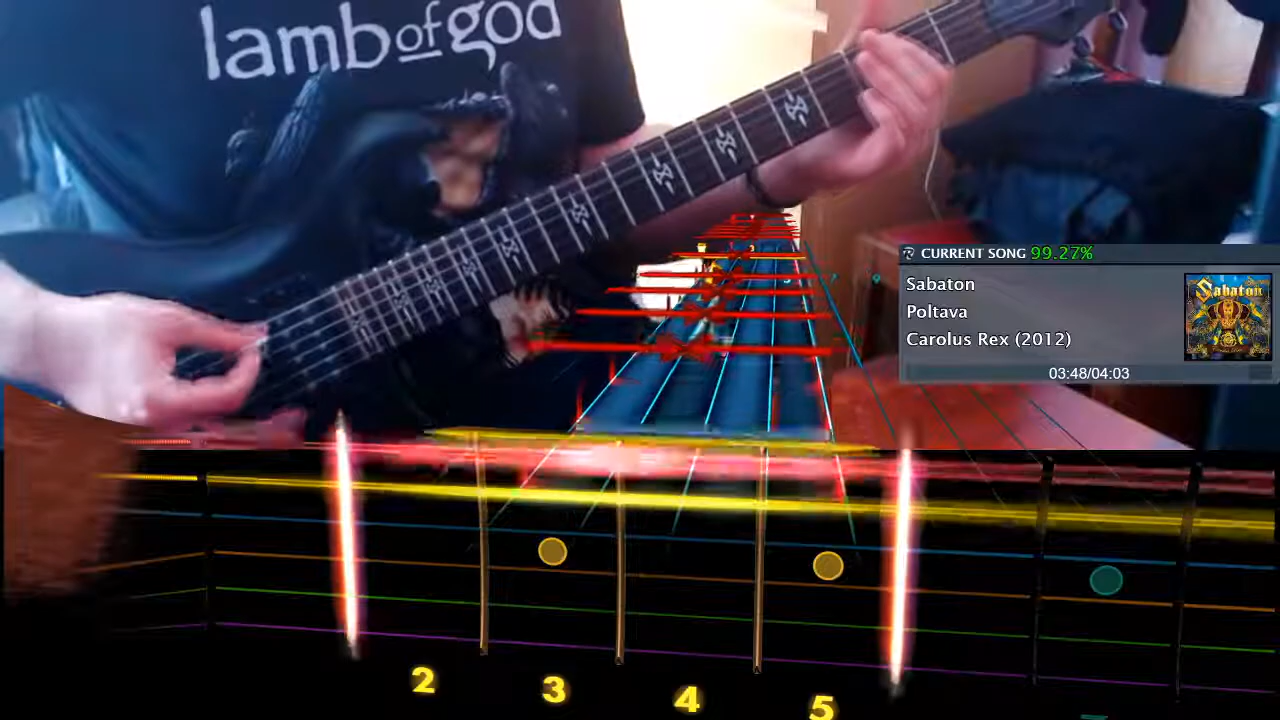 lamb of god
CURRENT SONG 99.27%
Sabaton
Poltava
Carolus Rex (2012)
Sabaton
03:48/04:03
2
3
4
5